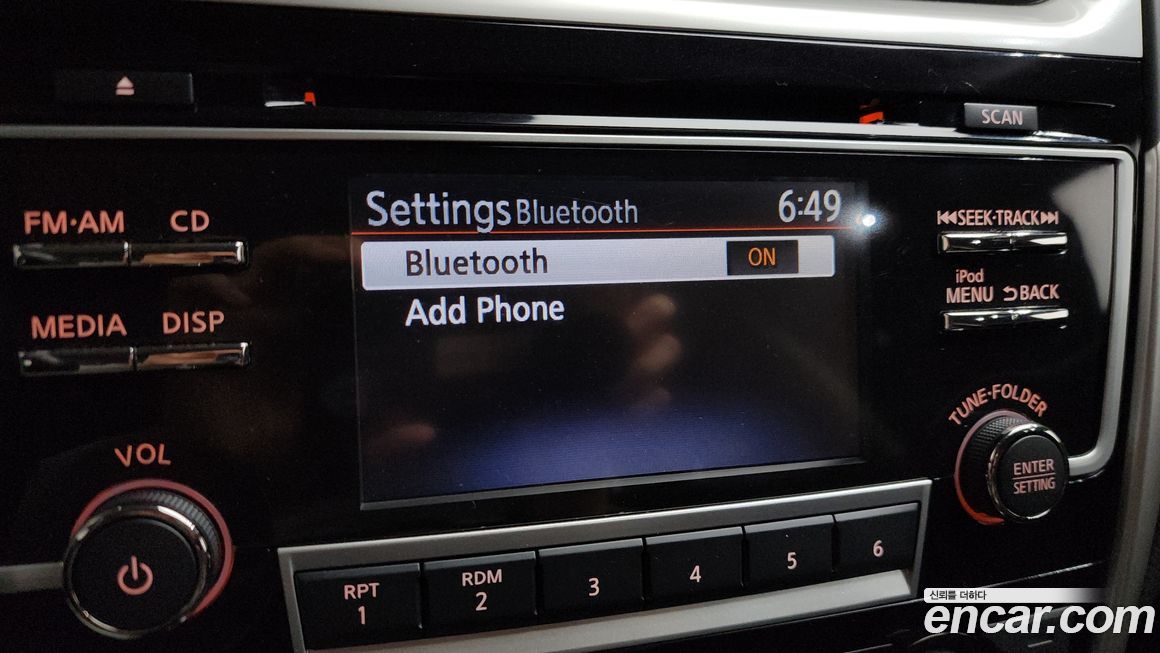 SCAN
FM·AM CD
Settings Bluetooth 6:49
SEEK·TRACK
Bluetooth ON
iPod
MENU BACK
Add Phone
MEDIA DISP
TUNE·FOLDER
VOL
ENTER
SETTING
RPT
1
RDM
2
3
4
5
6
신뢰를 더하다
encar.com